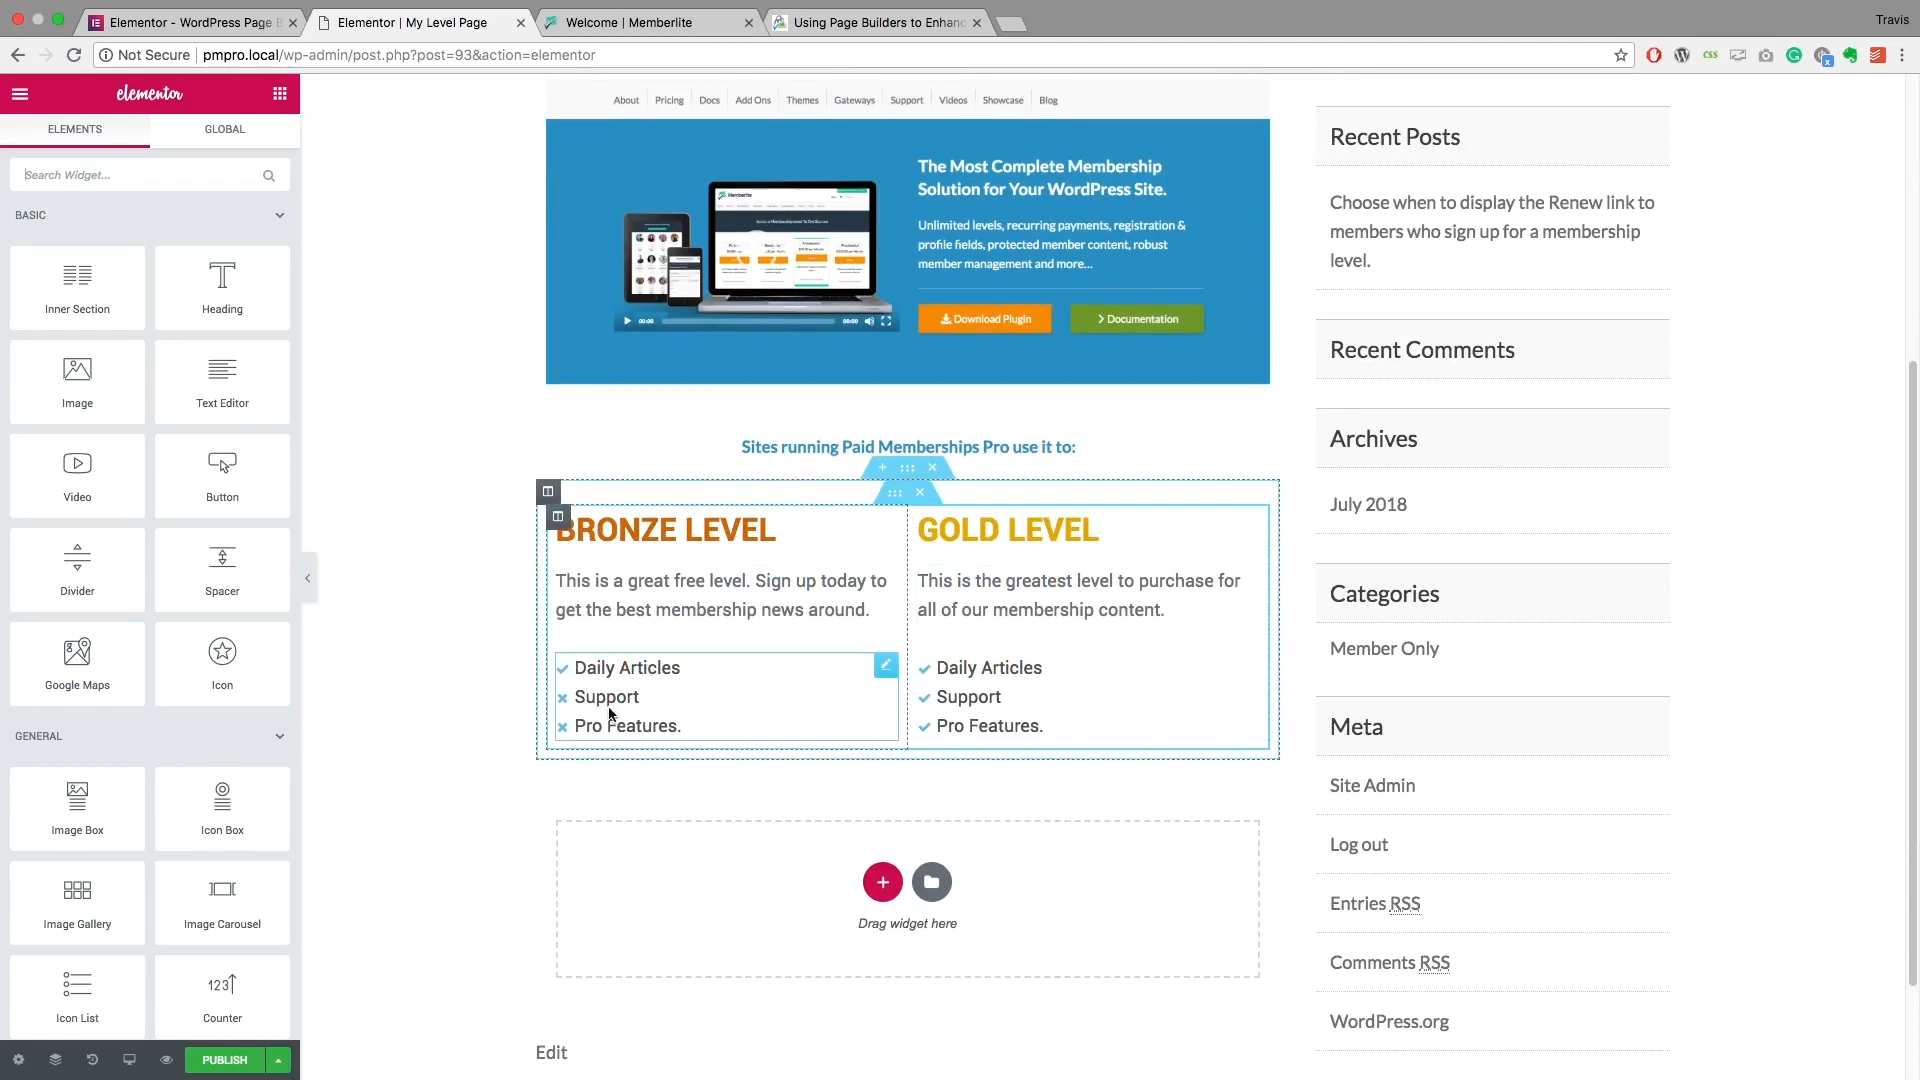 Elementor - WordPress Page B
Elementor | My Level Page
Welcome | Memberlite
Using Page Builders to Enhanc
Travis
Not Secure
pmpro.local/wp-admin/post.php?post=93&action=elementor
css
elementor
ELEMENTS
GLOBAL
Search Widget...
BASIC
Inner Section
Heading
Image
Text Editor
Video
Button
Divider
Spacer
Google Maps
Icon
GENERAL
Image Box
Icon Box
Image Gallery
Image Carousel
Icon List
123
Counter
PUBLISH
About
Pricing
Docs
Add Ons
Themes
Gateways
Support
Videos
Showcase
Blog
Memberlite
00:00
00:00
The Most Complete Membership
Solution for Your WordPress Site.
Unlimited levels, recurring payments, registration &
profile fields, protected member content, robust
member management and more...
Download Plugin
Documentation
Sites running Paid Memberships Pro use it to:
BRONZE LEVEL
This is a great free level. Sign up today to
get the best membership news around.
Daily Articles
Support
Pro Features.
GOLD LEVEL
This is the greatest level to purchase for
all of our membership content.
Daily Articles
Support
Pro Features.
Drag widget here
Edit
Recent Posts
Choose when to display the Renew link to
members who sign up for a membership
level.
Recent Comments
Archives
July 2018
Categories
Member Only
Meta
Site Admin
Log out
Entries RSS
Comments RSS
WordPress.org